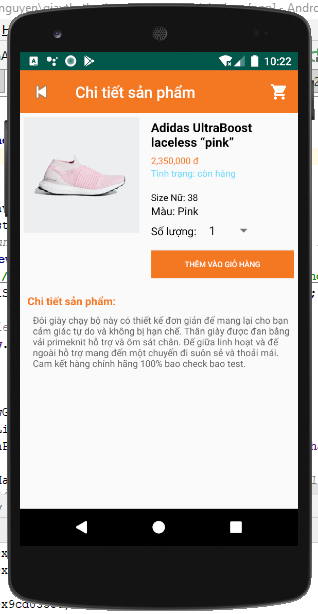 nguyen\
- Andro
10:22
Chi tiết sản phẩm
Adidas UltraBoost
laceless “pink”
2,350,000 đ
Tình trạng: còn hàng
Size Nữ: 38
Màu: Pink
Số lượng: 1
THÊM VÀO GIỎ HÀNG
Chi tiết sản phẩm:
Đôi giày chạy bộ này có thiết kế đơn giản để mang lại cho bạn
cảm giác tự do và không bị hạn chế. Thân giày được đan bằng
vải primeknit hỗ trợ và ôm sát chân. Đế giữa linh hoạt và đế
ngoài hỗ trợ mang đến một chuyến đi suôn sẻ và thoải mái.
Cam kết hàng chính hãng 100% bao check bao test.